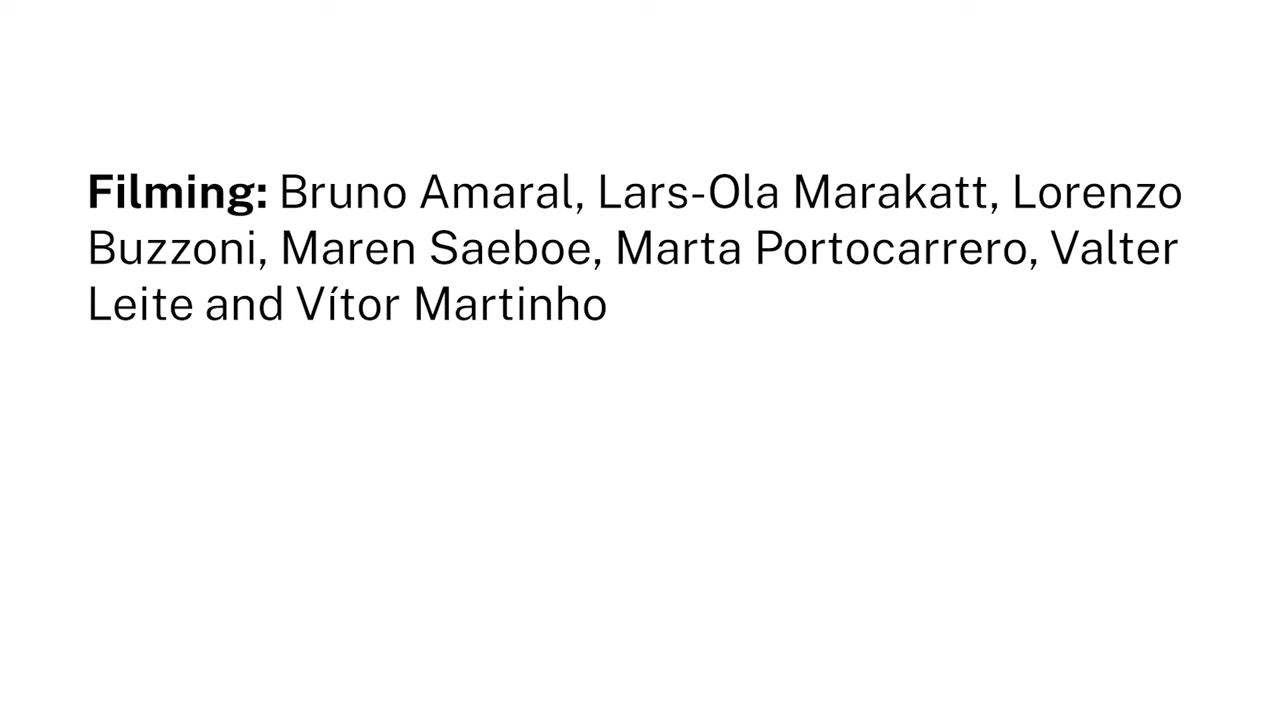 Filming: Bruno Amaral, Lars-Ola Marakatt, Lorenzo
Buzzoni, Maren Saeboe, Marta Portocarrero, Valter
Leite and Vítor Martinho